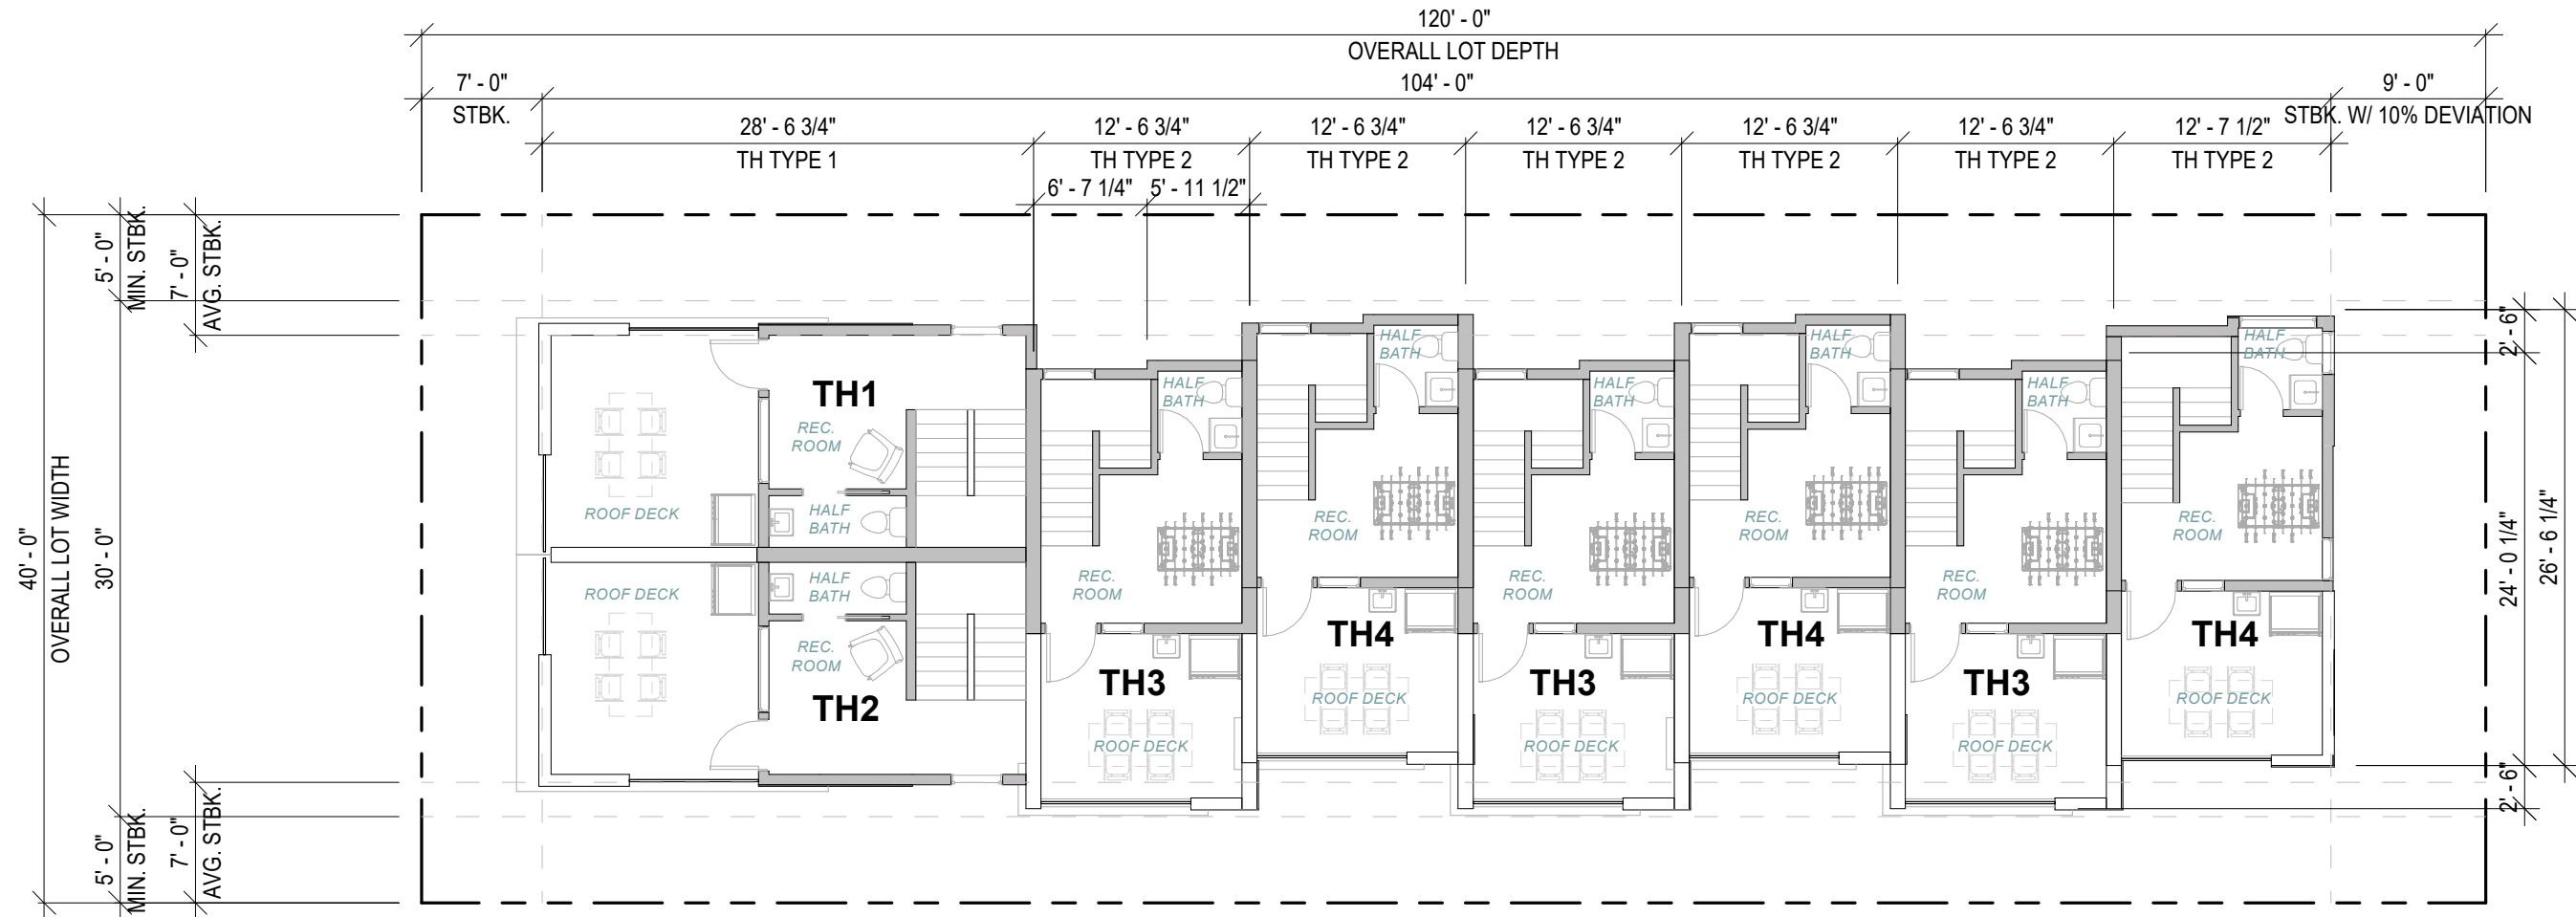 120' - 0"
OVERALL LOT DEPTH
7' - 0"
STBK.
104' - 0"
9' - 0"
STBK. W/ 10% DEVIATION
28' - 6 3/4"
TH TYPE 1
12' - 6 3/4"
TH TYPE 2
12' - 6 3/4"
TH TYPE 2
12' - 6 3/4"
TH TYPE 2
12' - 6 3/4"
TH TYPE 2
12' - 6 3/4"
TH TYPE 2
12' - 7 1/2"
TH TYPE 2
6' - 7 1/4"
5' - 11 1/2"
40' - 0"
OVERALL LOT WIDTH
5' - 0"
MIN. STBK.
7' - 0"
AVG. STBK.
30' - 0"
5' - 0"
MIN. STBK.
7' - 0"
AVG. STBK.
TH1
REC.
ROOM
ROOF DECK
HALF
BATH
HALF
BATH
ROOF DECK
REC.
ROOM
TH2
HALF
BATH
REC.
ROOM
TH3
ROOF DECK
HALF
BATH
REC.
ROOM
TH4
ROOF DECK
HALF
BATH
REC.
ROOM
TH3
ROOF DECK
HALF
BATH
REC.
ROOM
TH4
ROOF DECK
HALF
BATH
REC.
ROOM
TH3
ROOF DECK
HALF
BATH
REC.
ROOM
TH4
ROOF DECK
2' - 6"
24' - 0 1/4"
26' - 6 1/4"
2' - 6"